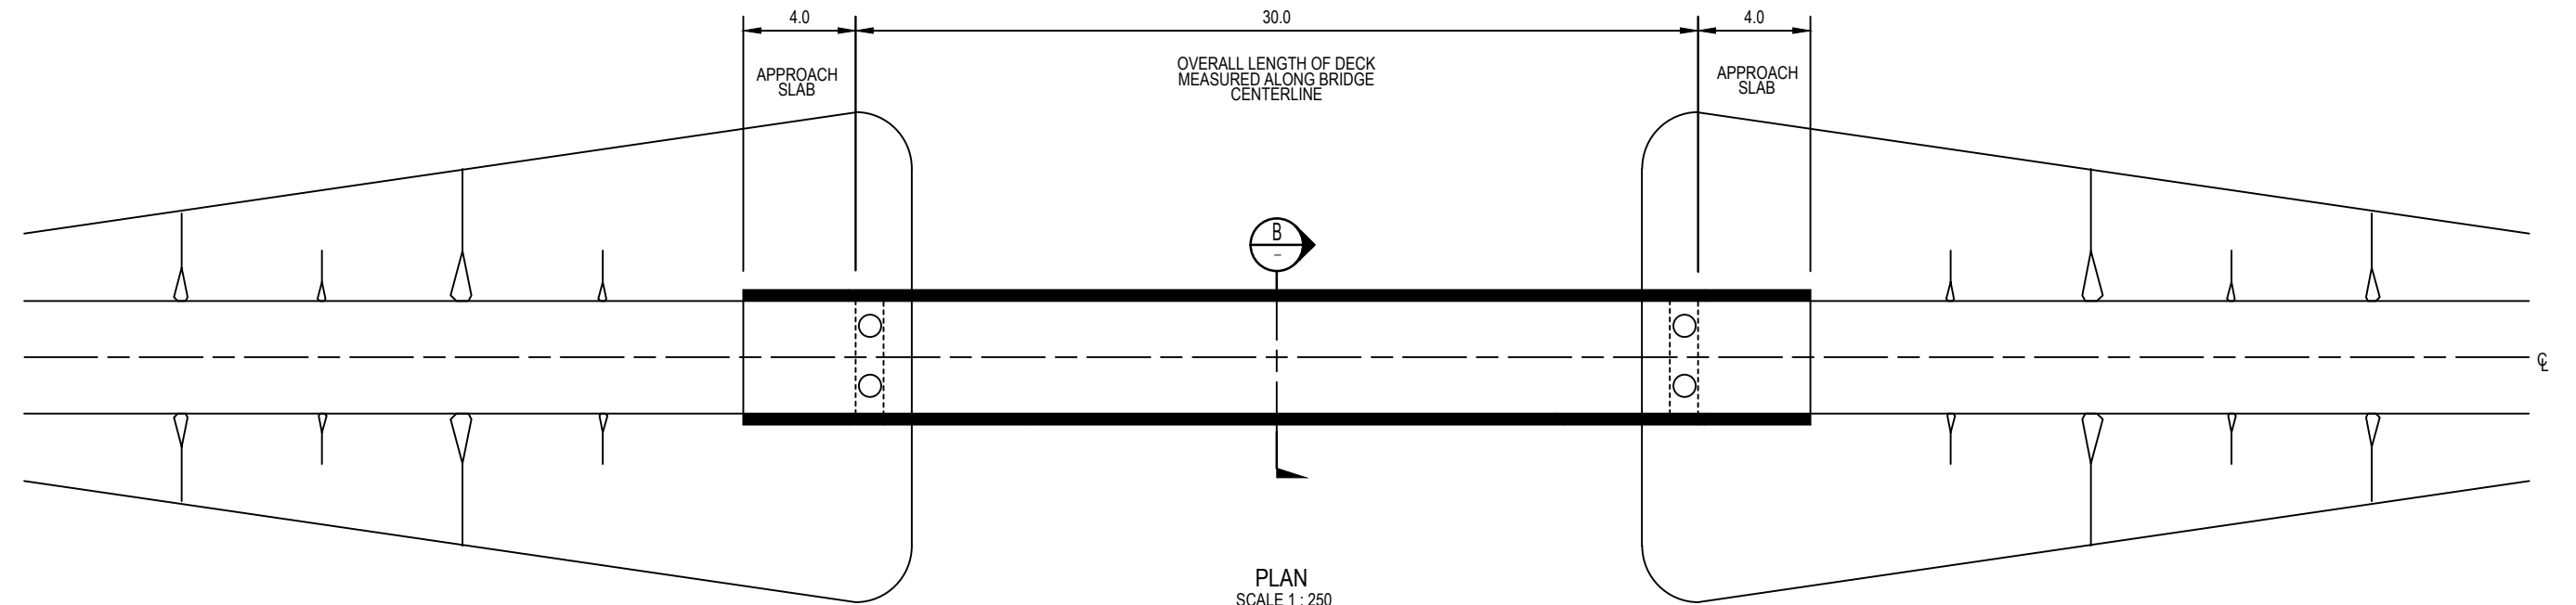 4.0
30.0
4.0
APPROACH
SLAB
OVERALL LENGTH OF DECK
MEASURED ALONG BRIDGE
CENTERLINE
APPROACH
SLAB
B
-
℄
PLAN
SCALE 1 : 250